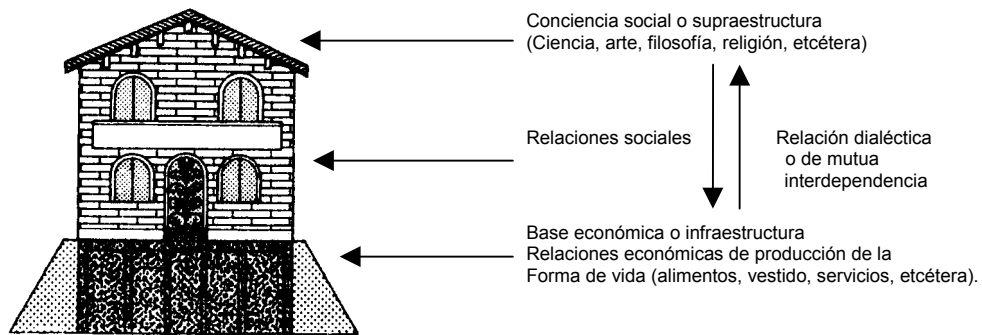 Conciencia social o supraestructura
(Ciencia, arte, filosofía, religión, etcétera)
Relaciones sociales
Relación dialéctica
o de mutua
interdependencia
Base económica o infraestructura
Relaciones económicas de producción de la
Forma de vida (alimentos, vestido, servicios, etcétera).